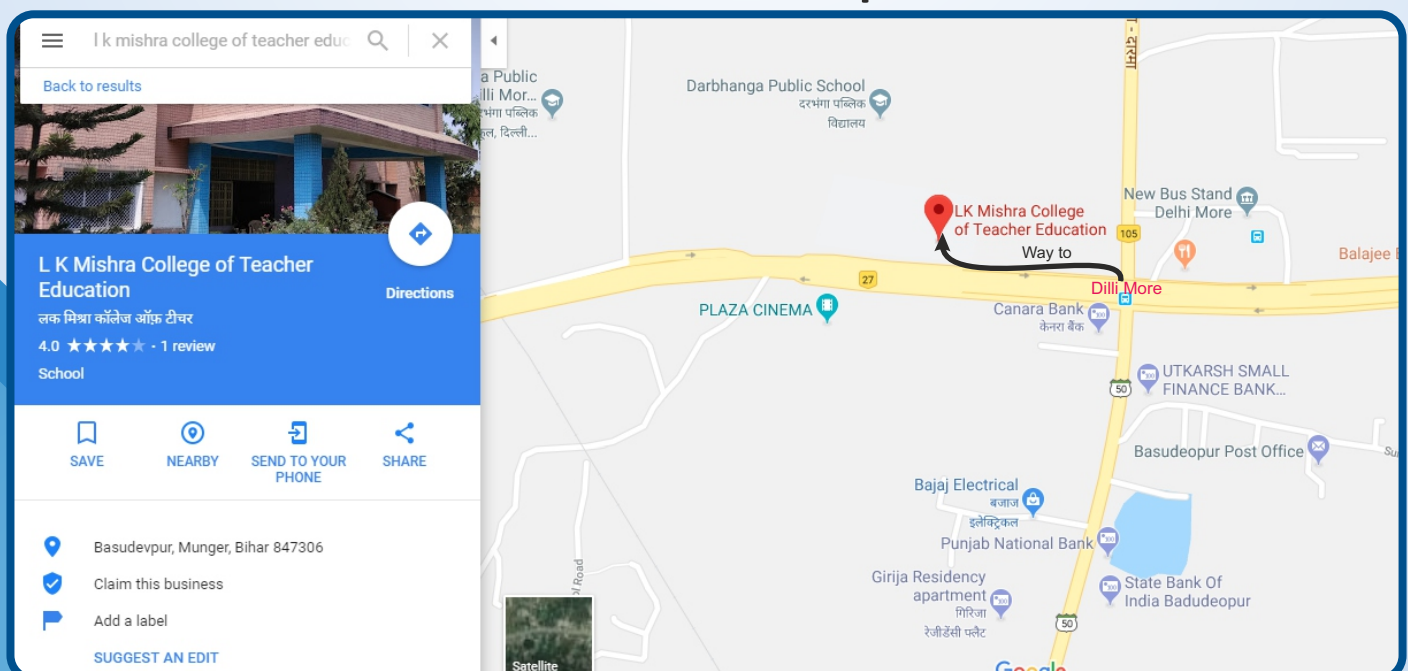 l k mishra college of teacher educ
Back to results
L K Mishra College of Teacher
Education
लक मिश्रा कॉलेज ऑफ़ टीचर
4.0 ★★★★★ - 1 review
School
Directions
SAVE
NEARBY
SEND TO YOUR
PHONE
SHARE
Basudevpur, Munger, Bihar 847306
Claim this business
Add a label
SUGGEST AN EDIT
a Public
lli Mor...
रभंगा पब्लिक
दिल्ली...
Darbhanga Public School
दरभंगा पब्लिक
विद्यालय
LK Mishra College
of Teacher Education
Way to
105
New Bus Stand
Delhi More
Balajee
27
Dilli More
PLAZA CINEMA
Canara Bank
केनरा बैंक
UTKARSH SMALL
FINANCE BANK...
50
Basudeopur Post Office
Bajaj Electrical
बजाज
इलेक्ट्रिकल
Punjab National Bank
Girija Residency
apartment
गिरिजा
रेजीडेंसी फ्लैट
State Bank Of
India Badudeopur
50
Road
Satellite
Google